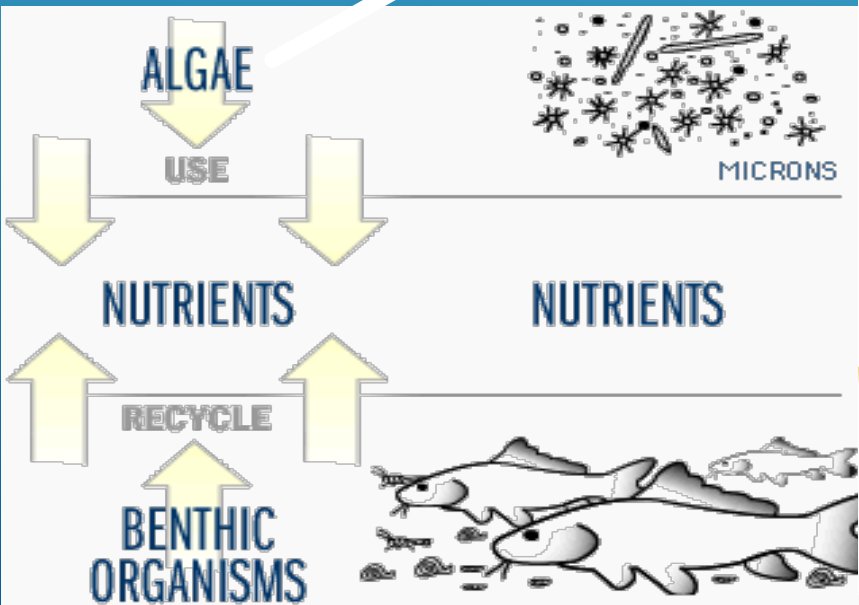 ALGAE
USE
MICRONS
NUTRIENTS NUTRIENTS
RECYCLE
BENTHIC
ORGANISMS